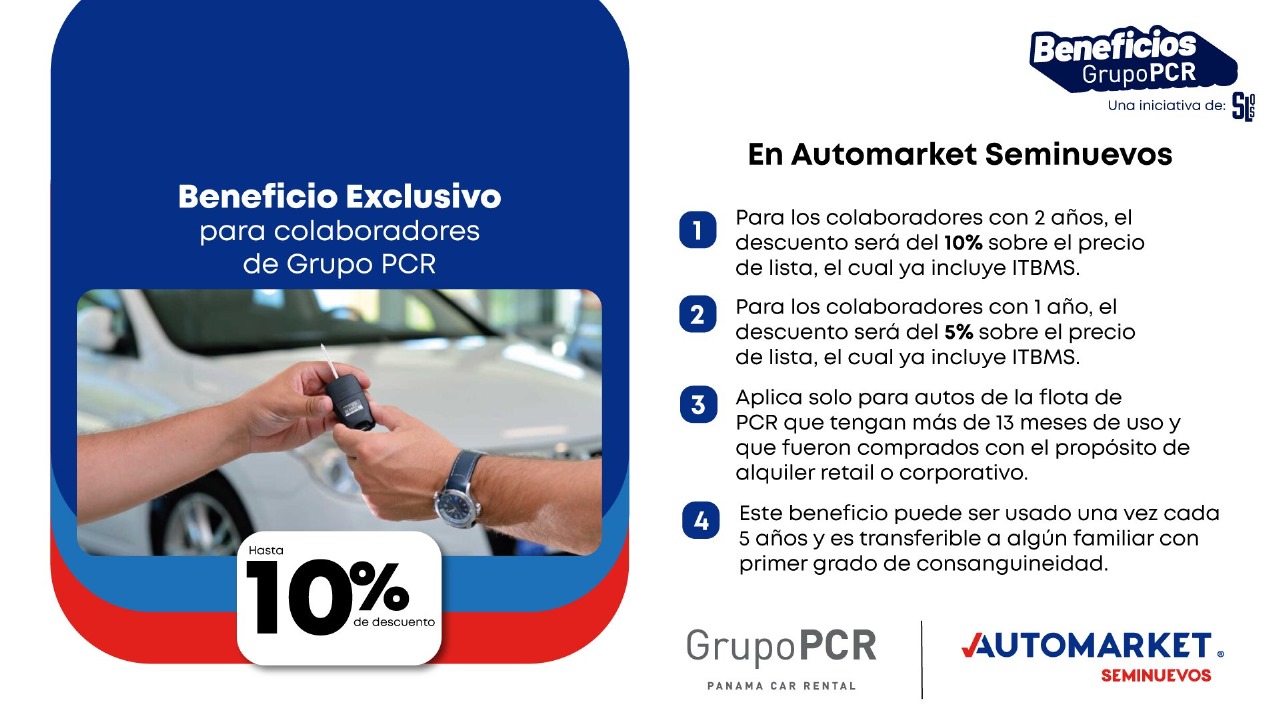 Beneficio Exclusivo
para colaboradores
de Grupo PCR
Hasta
10%
de descuento
Beneficios
GrupoPCR
Una iniciativa de: SLOS
En Automarket Seminuevos
1
Para los colaboradores con 2 años, el
descuento será del 10% sobre el precio
de lista, el cual ya incluye ITBMS.
2
Para los colaboradores con 1 año, el
descuento será del 5% sobre el precio
de lista, el cual ya incluye ITBMS.
3
Aplica solo para autos de la flota de
PCR que tengan más de 13 meses de uso y
que fueron comprados con el propósito de
alquiler retail o corporativo.
4
Este beneficio puede ser usado una vez cada
5 años y es transferible a algún familiar con
primer grado de consanguineidad.
GrupoPCR
PANAMA CAR RENTAL
AUTOMARKET®
SEMINUEVOS